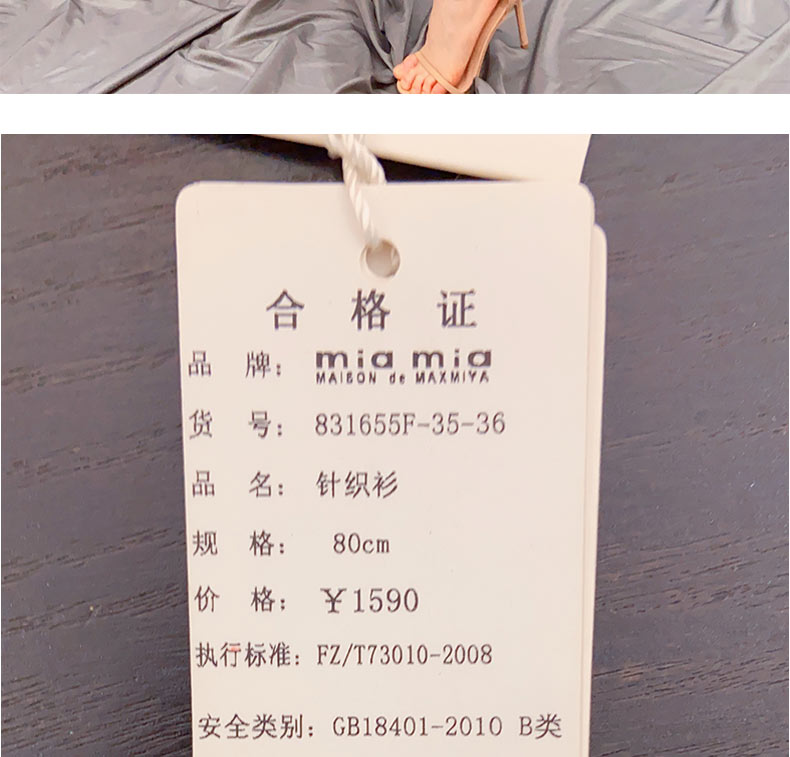 合格证
品 牌: mia mia
MAISON de MAXMIYA
货 号: 831655F-35-36
品 名: 针织衫
规 格: 80cm
价 格: ¥1590
执行标准: FZ/T73010-2008
安全类别: GB18401-2010 B类